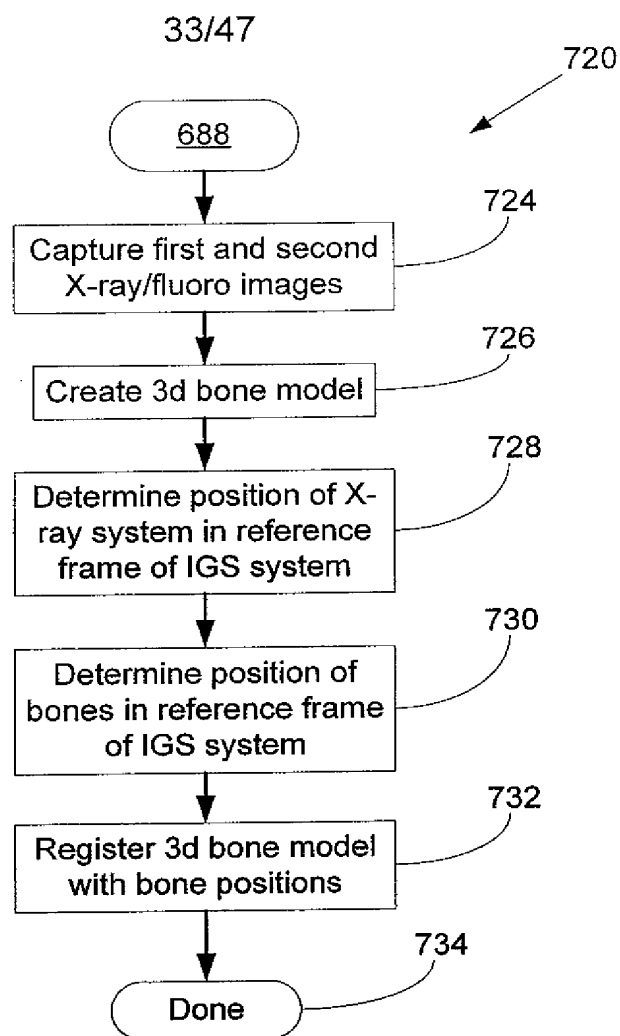 33/47
720
688
724
Capture first and second
X-ray/fluoro images
726
Create 3d bone model
728
Determine position of X-
ray system in reference
frame of IGS system
730
Determine position of
bones in reference frame
of IGS system
732
Register 3d bone model
with bone positions
734
Done